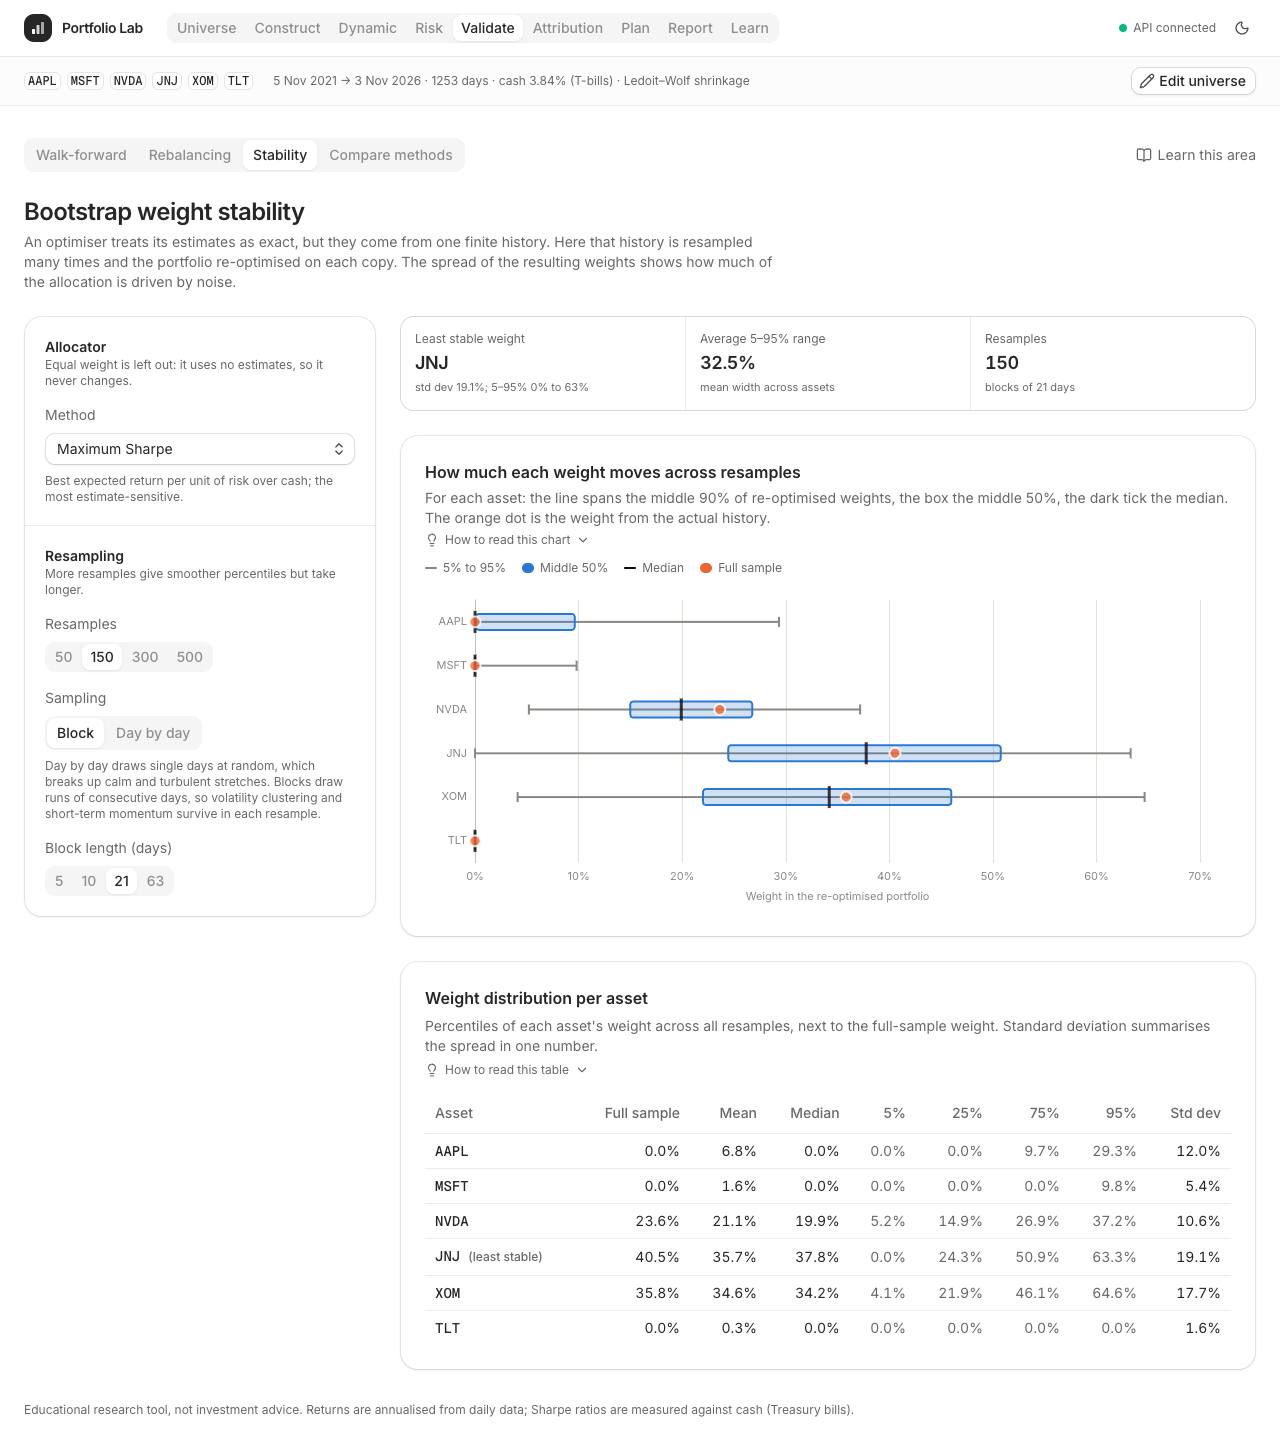 Portfolio Lab Universe Construct Dynamic Risk Validate Attribution Plan Report Learn API connected
AAPL MSFT NVDA JNJ XOM TLT 5 Nov 2021 → 3 Nov 2026 · 1253 days · cash 3.84% (T-bills) · Ledoit–Wolf shrinkage Edit universe
Walk-forward Rebalancing Stability Compare methods Learn this area
Bootstrap weight stability
An optimiser treats its estimates as exact, but they come from one finite history. Here that history is resampled
many times and the portfolio re-optimised on each copy. The spread of the resulting weights shows how much of
the allocation is driven by noise.
Allocator
Equal weight is left out: it uses no estimates, so it
never changes.
Method
Maximum Sharpe
Best expected return per unit of risk over cash; the
most estimate-sensitive.
Resampling
More resamples give smoother percentiles but take
longer.
Resamples
50 150 300 500
Sampling
Block Day by day
Day by day draws single days at random, which
breaks up calm and turbulent stretches. Blocks draw
runs of consecutive days, so volatility clustering and
short-term momentum survive in each resample.
Block length (days)
5 10 21 63
Least stable weight
JNJ
std dev 19.1%; 5–95% 0% to 63%
Average 5–95% range
32.5%
mean width across assets
Resamples
150
blocks of 21 days
How much each weight moves across resamples
For each asset: the line spans the middle 90% of re-optimised weights, the box the middle 50%, the dark tick the median.
The orange dot is the weight from the actual history.
How to read this chart
5% to 95% Middle 50% Median Full sample
AAPL
MSFT
NVDA
JNJ
XOM
TLT
0% 10% 20% 30% 40% 50% 60% 70%
Weight in the re-optimised portfolio
Weight distribution per asset
Percentiles of each asset's weight across all resamples, next to the full-sample weight. Standard deviation summarises
the spread in one number.
How to read this table
Asset Full sample Mean Median 5% 25% 75% 95% Std dev
AAPL 0.0% 6.8% 0.0% 0.0% 0.0% 9.7% 29.3% 12.0%
MSFT 0.0% 1.6% 0.0% 0.0% 0.0% 0.0% 9.8% 5.4%
NVDA 23.6% 21.1% 19.9% 5.2% 14.9% 26.9% 37.2% 10.6%
JNJ (least stable) 40.5% 35.7% 37.8% 0.0% 24.3% 50.9% 63.3% 19.1%
XOM 35.8% 34.6% 34.2% 4.1% 21.9% 46.1% 64.6% 17.7%
TLT 0.0% 0.3% 0.0% 0.0% 0.0% 0.0% 0.0% 1.6%
Educational research tool, not investment advice. Returns are annualised from daily data; Sharpe ratios are measured against cash (Treasury bills).